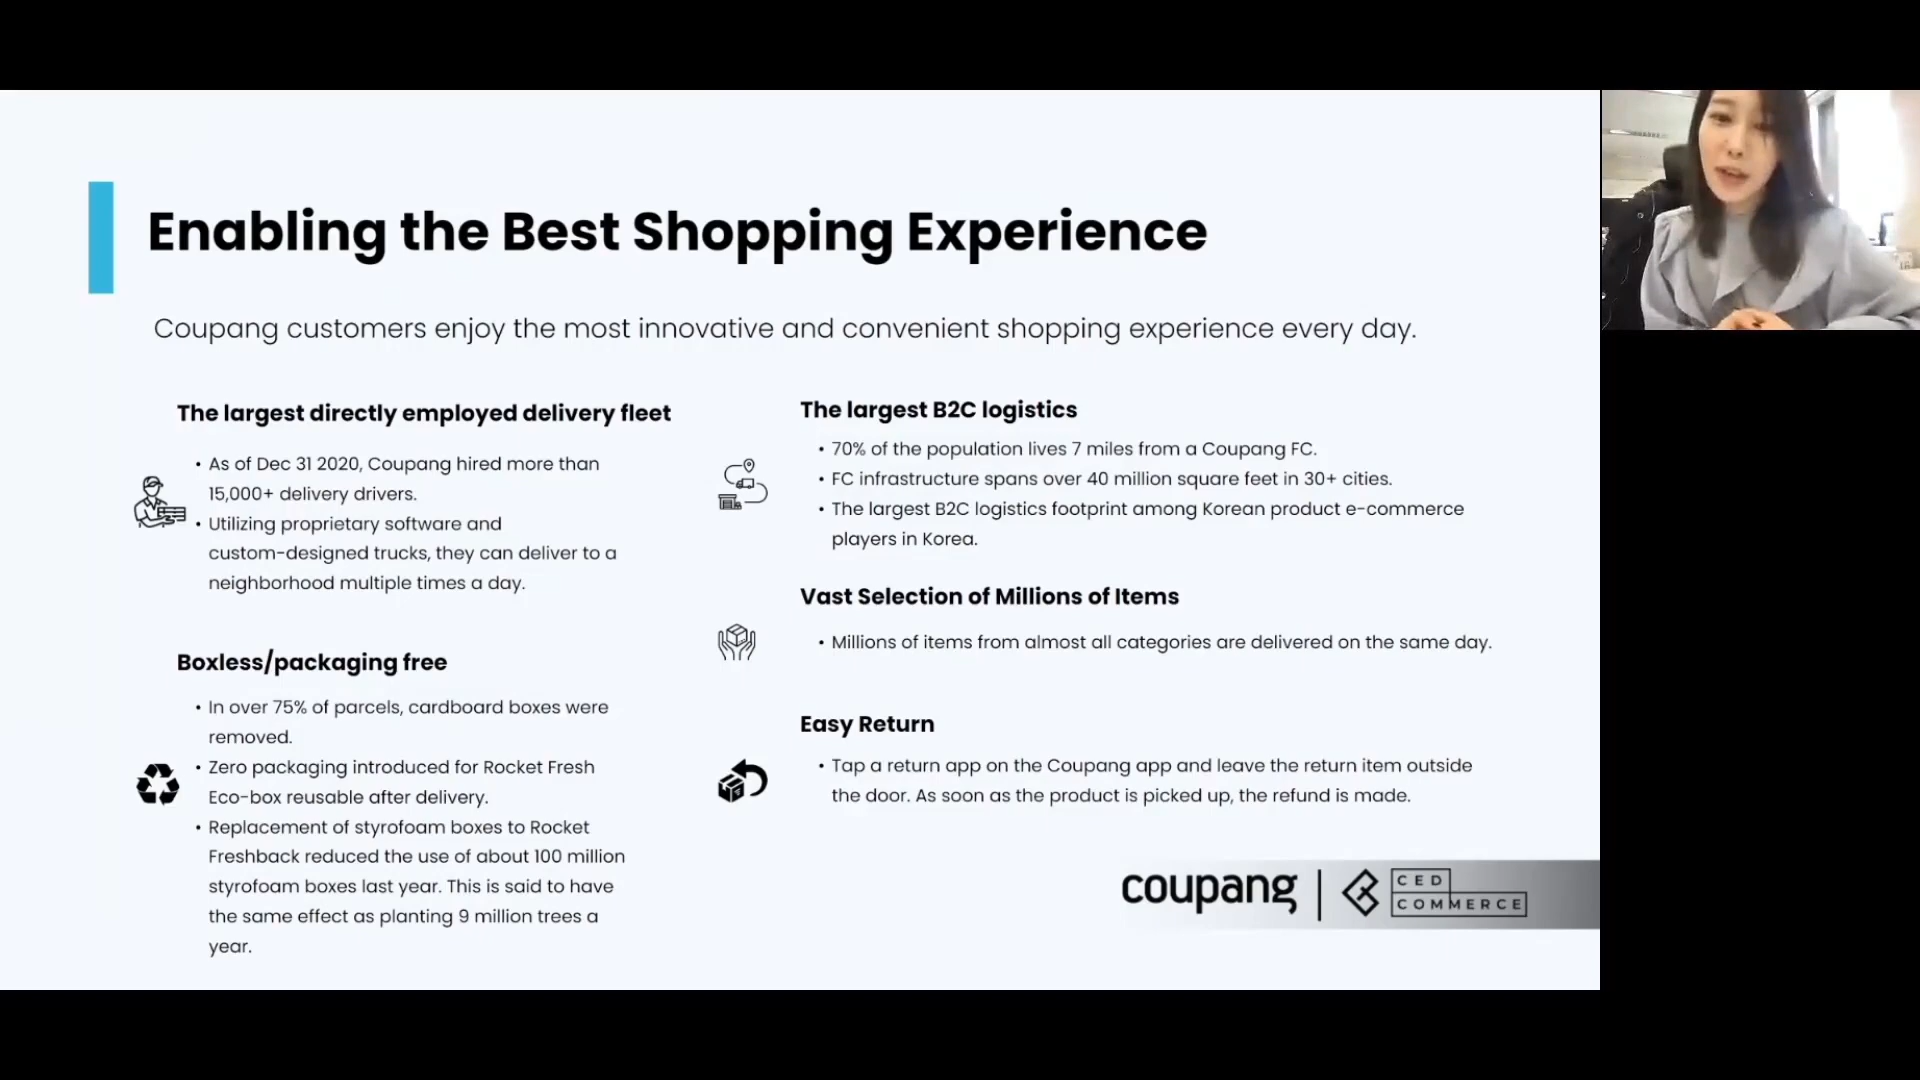 Enabling the Best Shopping Experience
Coupang customers enjoy the most innovative and convenient shopping experience every day.
The largest directly employed delivery fleet
• As of Dec 31 2020, Coupang hired more than
15,000+ delivery drivers.
• Utilizing proprietary software and
custom-designed trucks, they can deliver to a
neighborhood multiple times a day.
Boxless/packaging free
• In over 75% of parcels, cardboard boxes were
removed.
• Zero packaging introduced for Rocket Fresh
Eco-box reusable after delivery.
• Replacement of styrofoam boxes to Rocket
Freshback reduced the use of about 100 million
styrofoam boxes last year. This is said to have
the same effect as planting 9 million trees a
year.
The largest B2C logistics
• 70% of the population lives 7 miles from a Coupang FC.
• FC infrastructure spans over 40 million square feet in 30+ cities.
• The largest B2C logistics footprint among Korean product e-commerce
players in Korea.
Vast Selection of Millions of Items
• Millions of items from almost all categories are delivered on the same day.
Easy Return
• Tap a return app on the Coupang app and leave the return item outside
the door. As soon as the product is picked up, the refund is made.
coupang
CED
COMMERCE